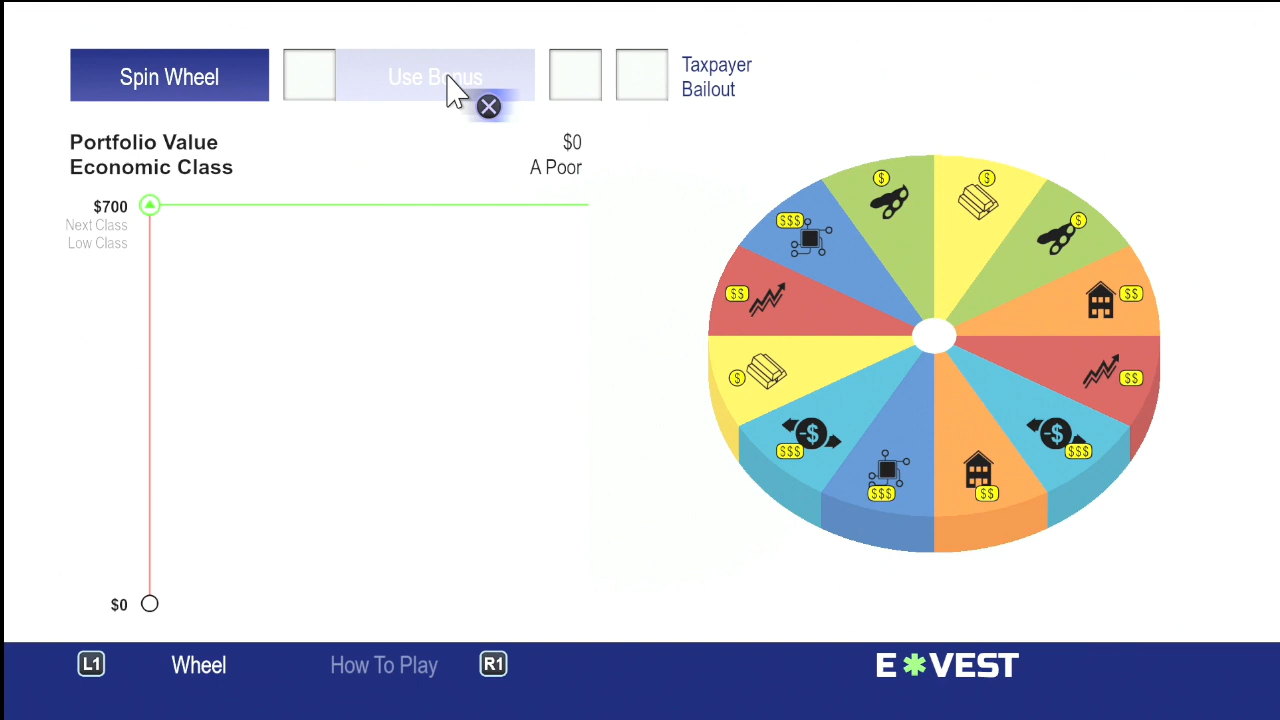 Spin Wheel
Use Bonus
Taxpayer
Bailout
Portfolio Value
$0
Economic Class
A Poor
$700
Next Class
Low Class
$0
$
$
$$$
$
$$
$$
$
$$
-$
-$
$$$
$$$
$$$
$$
L1
Wheel
How To Play
R1
E*VEST